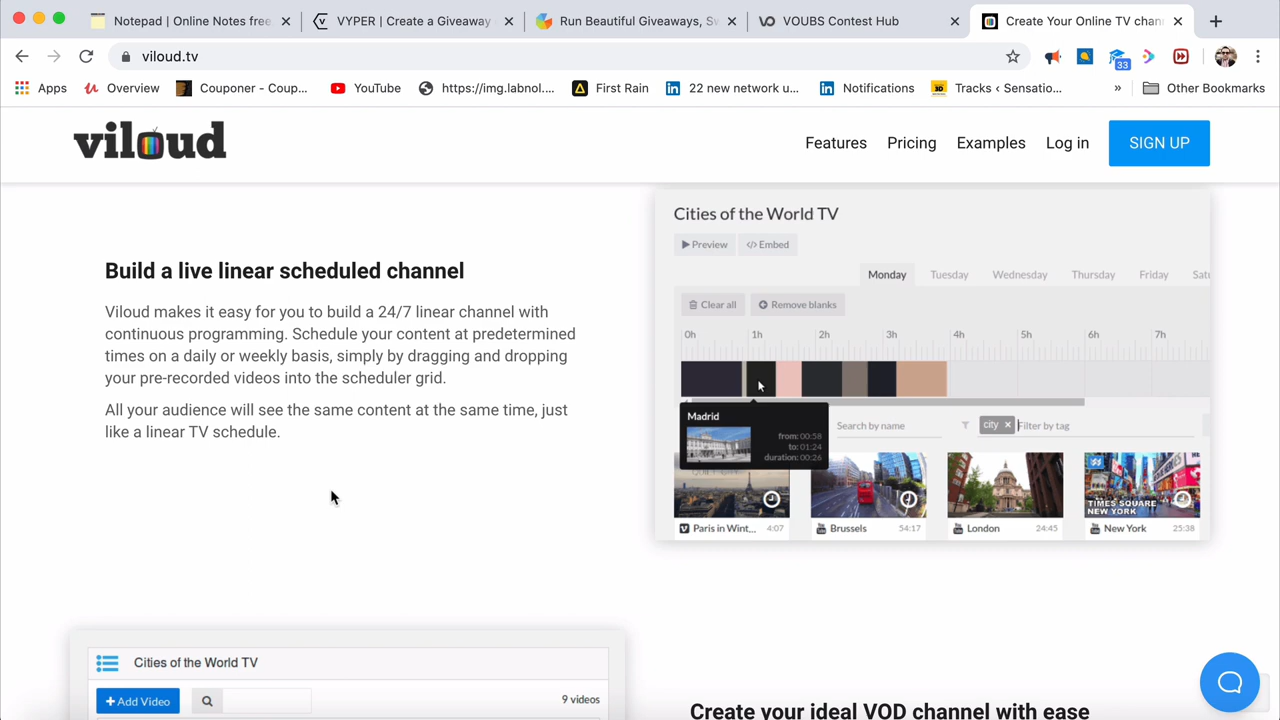 Notepad | Online Notes free
VYPER | Create a Giveaway
Run Beautiful Giveaways, Sw
VOUBS Contest Hub
Create Your Online TV chan
viloud.tv
33
Apps
Overview
Couponer - Coup...
YouTube
https://img.labnol....
First Rain
22 new network u...
Notifications
Tracks ‹ Sensatio...
»
Other Bookmarks
viloud
Features
Pricing
Examples
Log in
SIGN UP
Build a live linear scheduled channel
Viloud makes it easy for you to build a 24/7 linear channel with
continuous programming. Schedule your content at predetermined
times on a daily or weekly basis, simply by dragging and dropping
your pre-recorded videos into the scheduler grid.
All your audience will see the same content at the same time, just
like a linear TV schedule.
Cities of the World TV
Preview
</> Embed
Monday
Tuesday
Wednesday
Thursday
Friday
Satu
Clear all
Remove blanks
0h 1h 2h 3h 4h 5h 6h 7h
Madrid
from: 00:58
to: 01:24
duration: 00:26
Search by name
city ×
Filter by tag
TIMES SQUARE
NEW YORK
Paris in Wint... 4:07
Brussels 54:17
London 24:45
New York 25:38
Cities of the World TV
+ Add Video
9 videos
Create your ideal VOD channel with ease